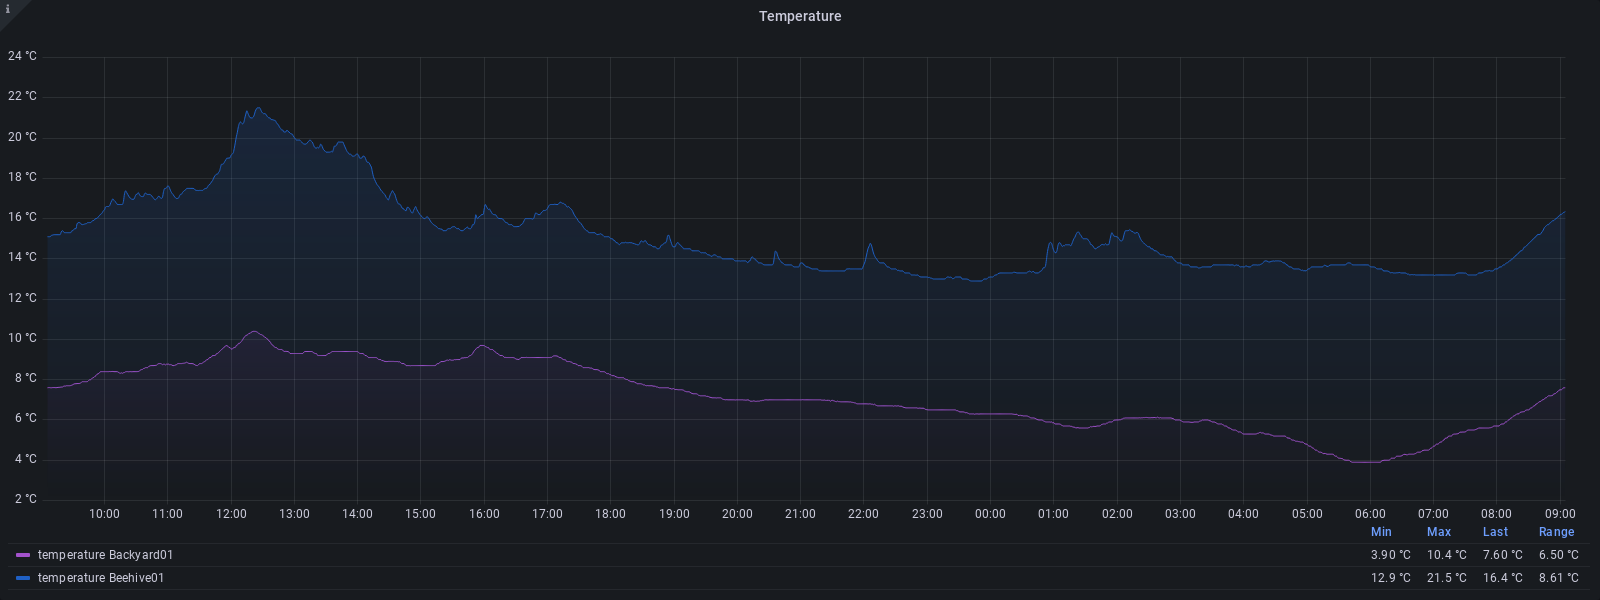 i
Temperature
24 °C
22 °C
20 °C
18 °C
16 °C
14 °C
12 °C
10 °C
8 °C
6 °C
4 °C
2 °C
10:00 11:00 12:00 13:00 14:00 15:00 16:00 17:00 18:00 19:00 20:00 21:00 22:00 23:00 00:00 01:00 02:00 03:00 04:00 05:00 06:00 07:00 08:00 09:00
Min Max Last Range
temperature Backyard01 3.90 °C 10.4 °C 7.60 °C 6.50 °C
temperature Beehive01 12.9 °C 21.5 °C 16.4 °C 8.61 °C